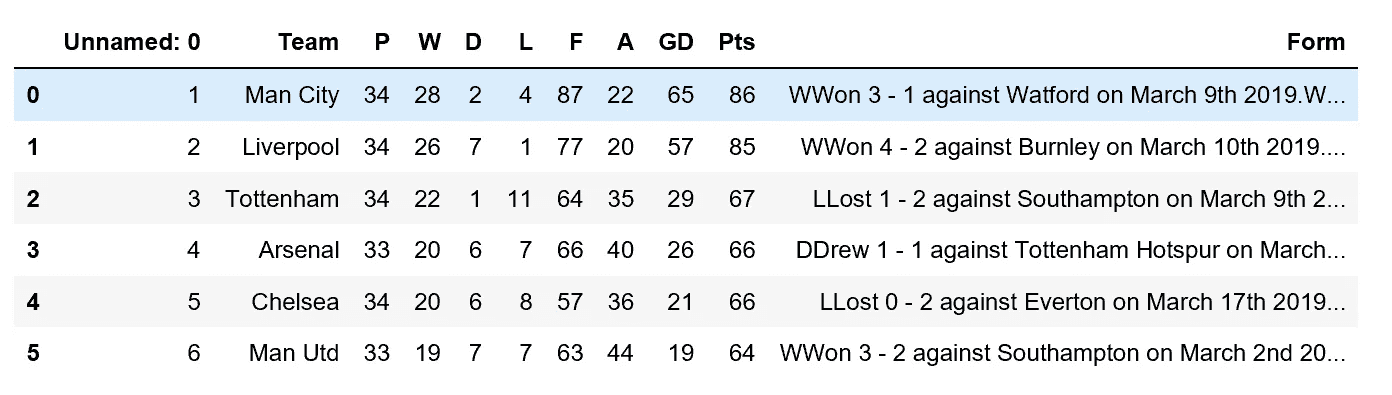 Unnamed: 0 Team P W D L F A GD Pts Form
0 1 Man City 34 28 2 4 87 22 65 86 WWon 3 - 1 against Watford on March 9th 2019.W...
1 2 Liverpool 34 26 7 1 77 20 57 85 WWon 4 - 2 against Burnley on March 10th 2019....
2 3 Tottenham 34 22 1 11 64 35 29 67 LLost 1 - 2 against Southampton on March 9th 2...
3 4 Arsenal 33 20 6 7 66 40 26 66 DDrew 1 - 1 against Tottenham Hotspur on March...
4 5 Chelsea 34 20 6 8 57 36 21 66 LLost 0 - 2 against Everton on March 17th 2019...
5 6 Man Utd 33 19 7 7 63 44 19 64 WWon 3 - 2 against Southampton on March 2nd 20...